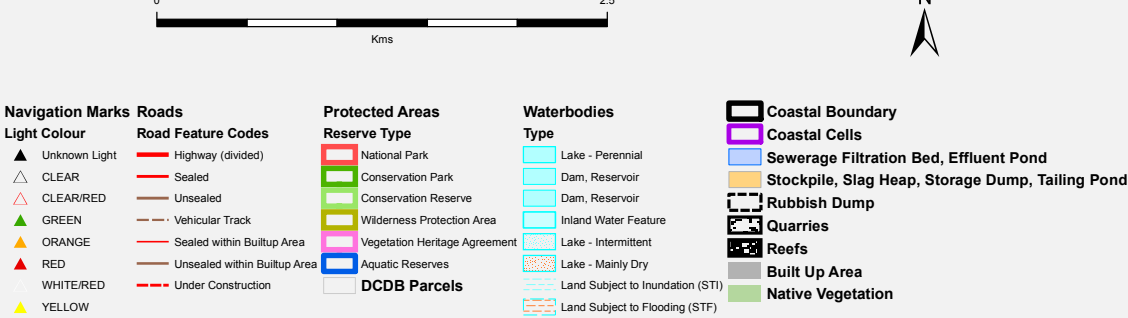 0 2.5
N
Kms
Navigation Marks
Light Colour
Unknown Light
CLEAR
CLEAR/RED
GREEN
ORANGE
RED
WHITE/RED
YELLOW
Roads
Road Feature Codes
Highway (divided)
Sealed
Unsealed
Vehicular Track
Sealed within Builtup Area
Unsealed within Builtup Area
Under Construction
Protected Areas
Reserve Type
National Park
Conservation Park
Conservation Reserve
Wilderness Protection Area
Vegetation Heritage Agreement
Aquatic Reserves
DCDB Parcels
Waterbodies
Type
Lake - Perennial
Dam, Reservoir
Dam, Reservoir
Inland Water Feature
Lake - Intermittent
Lake - Mainly Dry
Land Subject to Inundation (STI)
Land Subject to Flooding (STF)
Coastal Boundary
Coastal Cells
Sewerage Filtration Bed, Effluent Pond
Stockpile, Slag Heap, Storage Dump, Tailing Pond
Rubbish Dump
Quarries
Reefs
Built Up Area
Native Vegetation